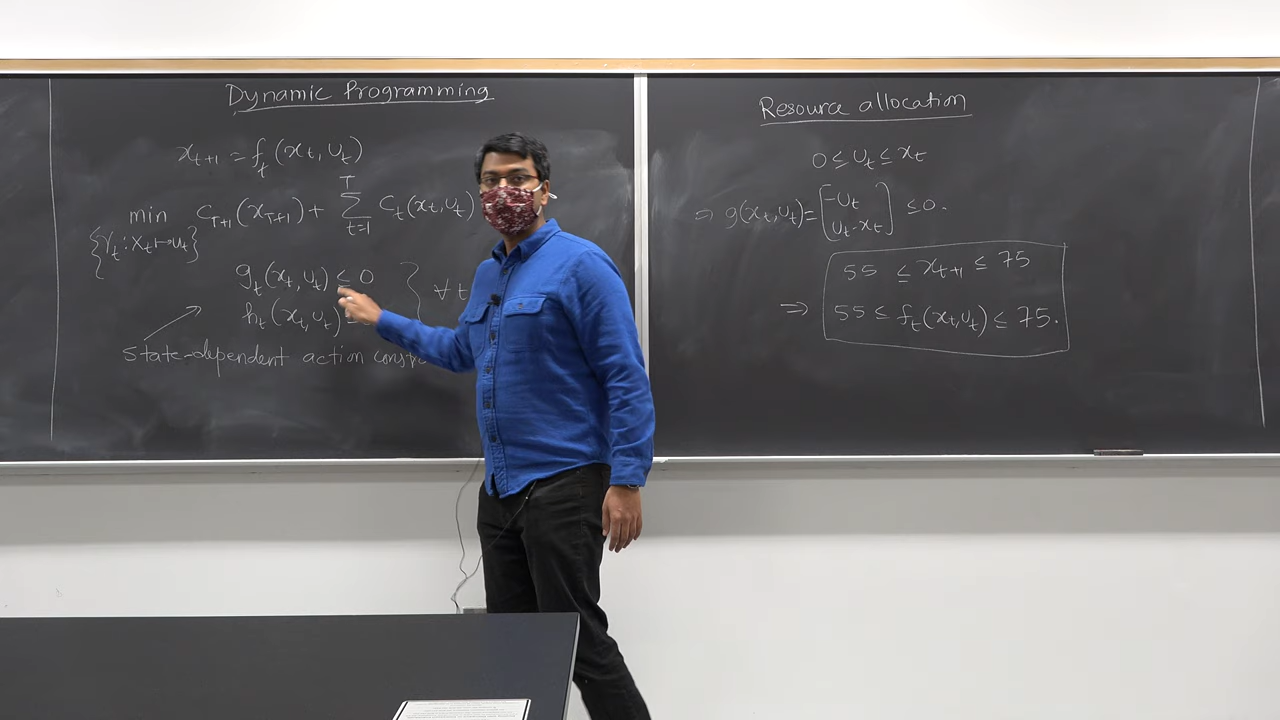 Dynamic Programming
x_{t+1} = f_t(x_t, u_t)
min C_{T+1}(x_{T+1}) + Σ_{t=1}^{T} C_t(x_t, u_t)
{γ_t : X_t ↦ U_t}
g_t(x_t, u_t) ≤ 0
h_t(x_t, u_t)
} ∀ t
state-dependent action
Resource allocation
0 ≤ u_t ≤ x_t
⇒ g(x_t, u_t) = [-u_t
u_t - x_t] ≤ 0.
55 ≤ x_{t+1} ≤ 75
⇒ 55 ≤ f_t(x_t, u_t) ≤ 75.